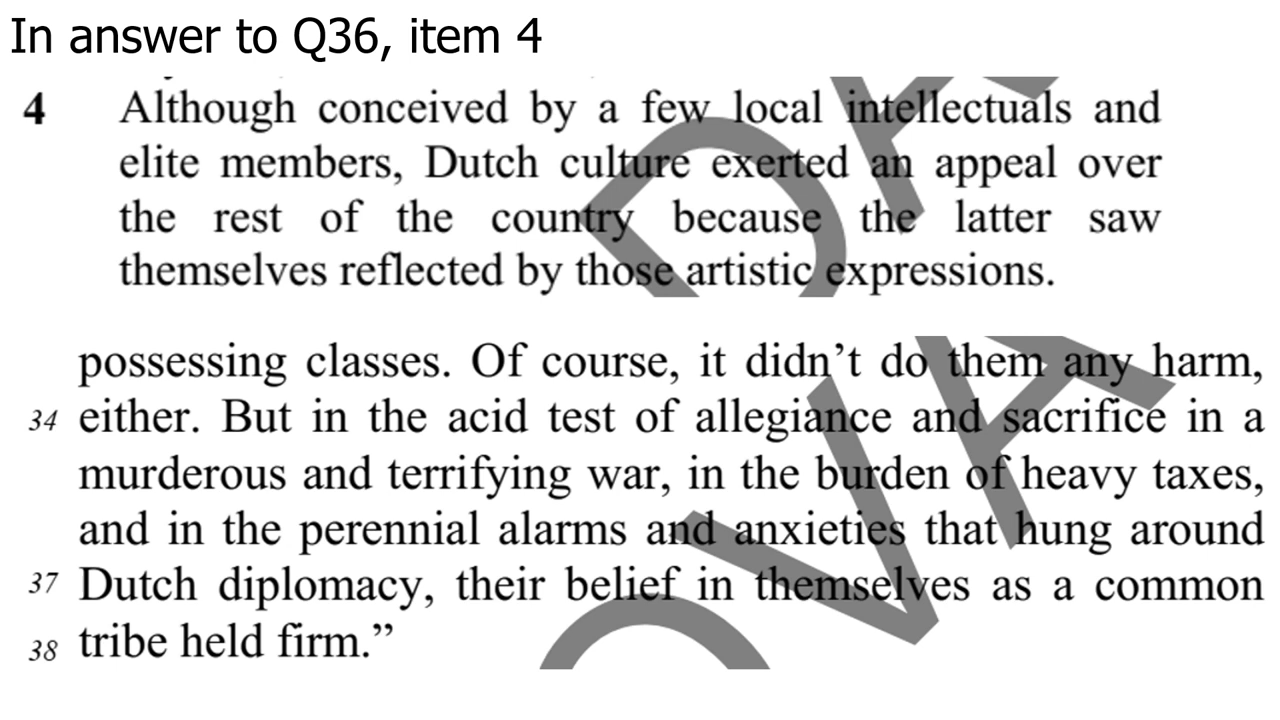 In answer to Q36, item 4
4 Although conceived by a few local intellectuals and
elite members, Dutch culture exerted an appeal over
the rest of the country because the latter saw
themselves reflected by those artistic expressions.
possessing classes. Of course, it didn’t do them any harm,
34 either. But in the acid test of allegiance and sacrifice in a
murderous and terrifying war, in the burden of heavy taxes,
and in the perennial alarms and anxieties that hung around
37 Dutch diplomacy, their belief in themselves as a common
38 tribe held firm.”